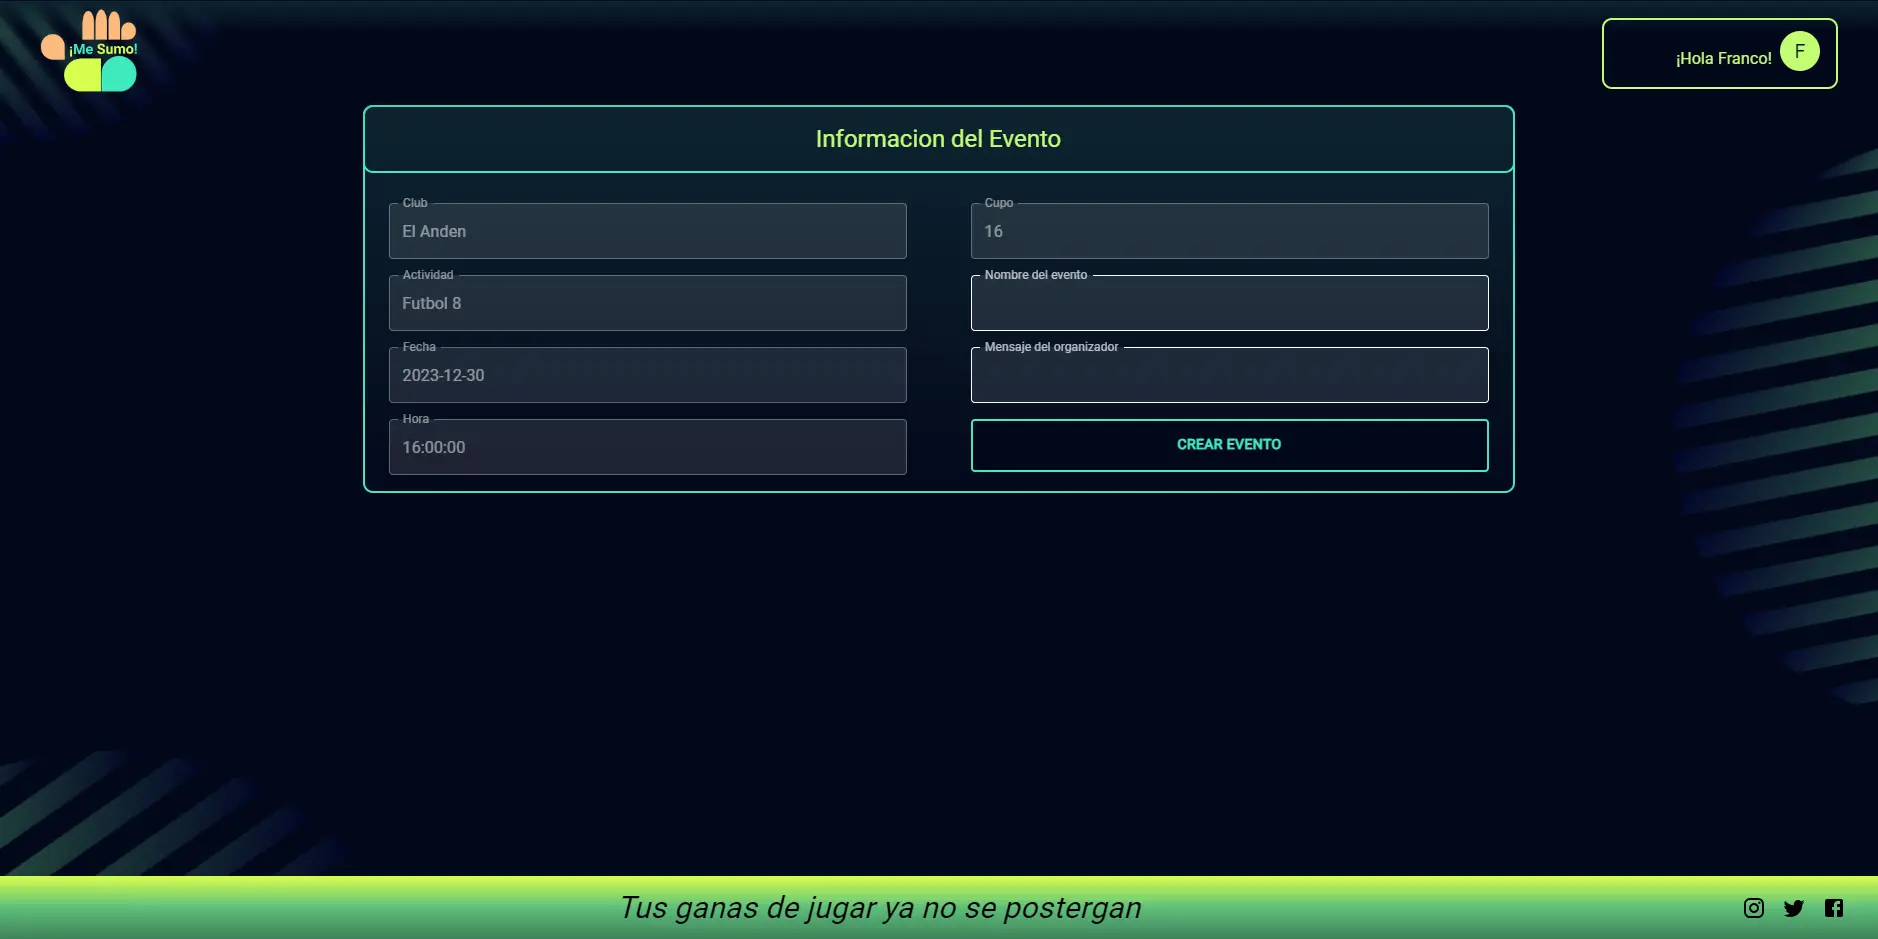 ¡Me Sumo!
¡Hola Franco!
F
Informacion del Evento
Club
El Anden
Actividad
Futbol 8
Fecha
2023-12-30
Hora
16:00:00
Cupo
16
Nombre del evento
Mensaje del organizador
CREAR EVENTO
Tus ganas de jugar ya no se postergan